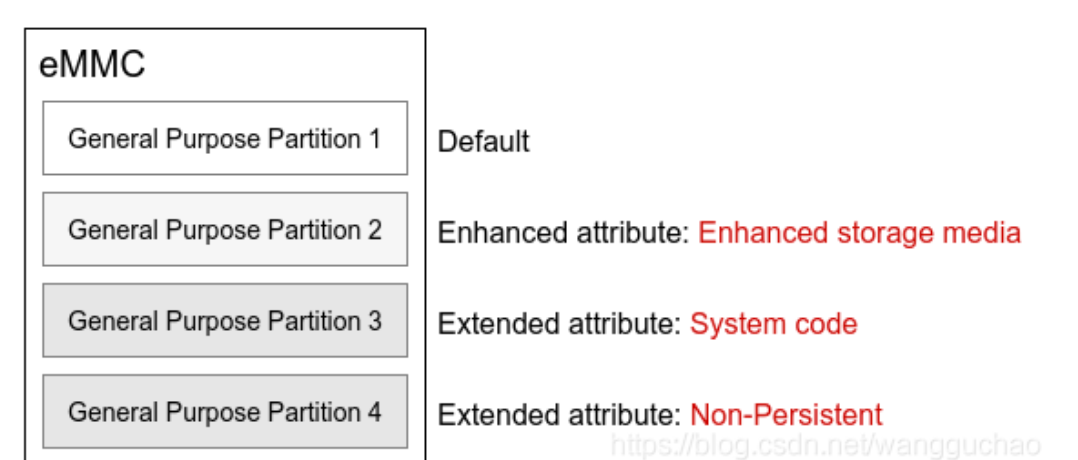 eMMC
General Purpose Partition 1 Default
General Purpose Partition 2 Enhanced attribute: Enhanced storage media
General Purpose Partition 3 Extended attribute: System code
General Purpose Partition 4 Extended attribute: Non-Persistent
https://blog.csdn.net/wangguchao